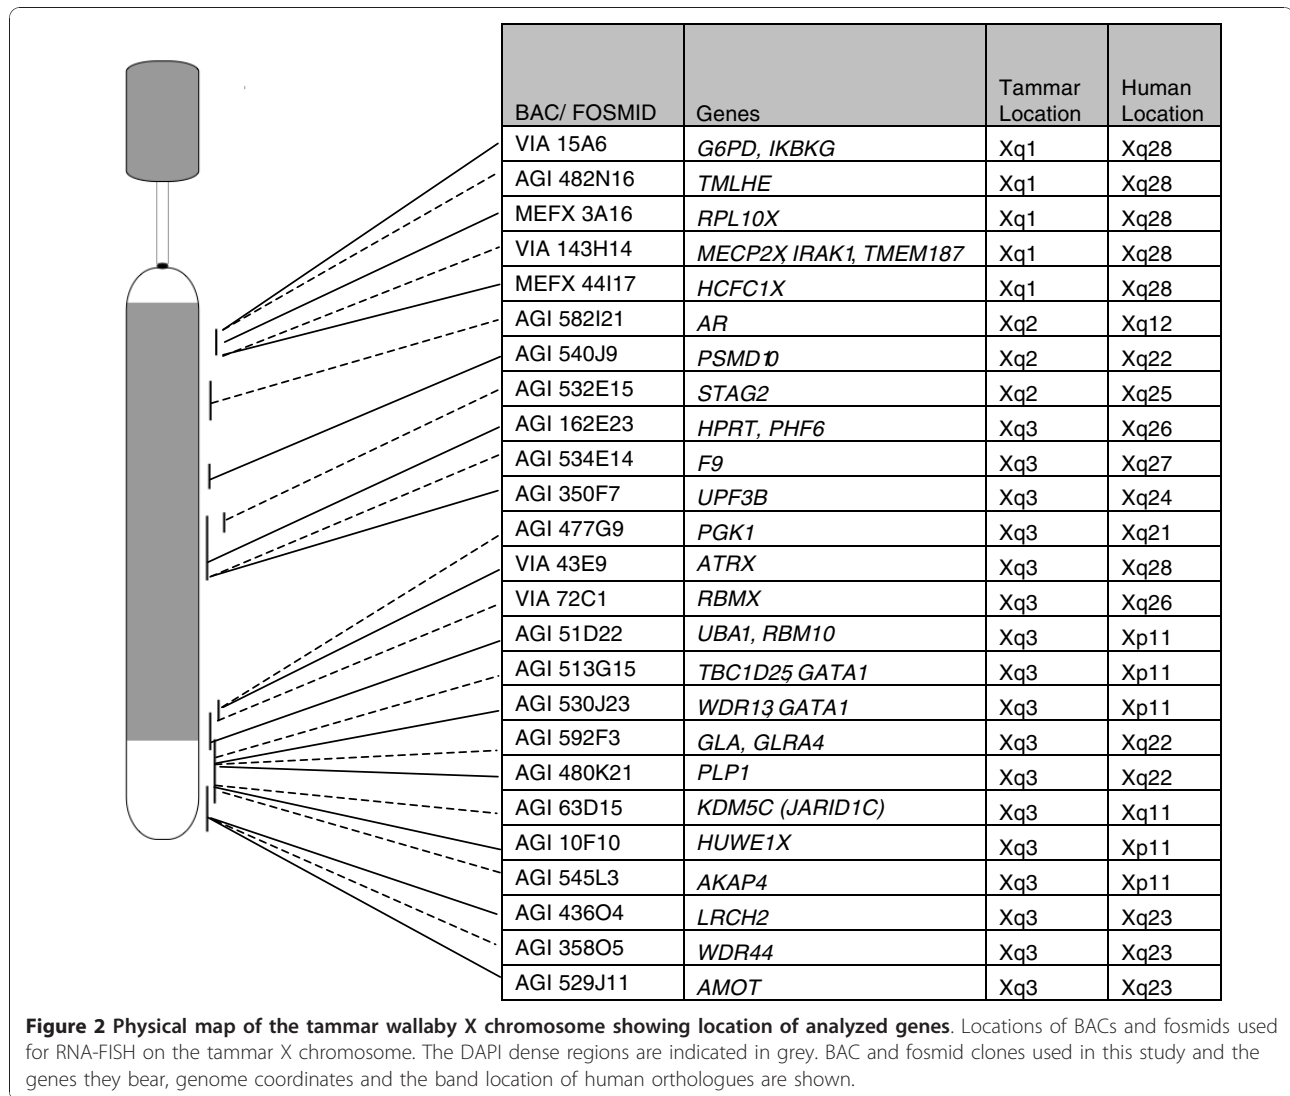 BAC/ FOSMID Genes Tammar Location Human Location
VIA 15A6 G6PD, IKBKG Xq1 Xq28
AGI 482N16 TMLHE Xq1 Xq28
MEFX 3A16 RPL10X Xq1 Xq28
VIA 143H14 MECP2X, IRAK1, TMEM187 Xq1 Xq28
MEFX 44I17 HCFC1X Xq1 Xq28
AGI 582I21 AR Xq2 Xq12
AGI 540J9 PSMD10 Xq2 Xq22
AGI 532E15 STAG2 Xq2 Xq25
AGI 162E23 HPRT, PHF6 Xq3 Xq26
AGI 534E14 F9 Xq3 Xq27
AGI 350F7 UPF3B Xq3 Xq24
AGI 477G9 PGK1 Xq3 Xq21
VIA 43E9 ATRX Xq3 Xq28
VIA 72C1 RBMX Xq3 Xq26
AGI 51D22 UBA1, RBM10 Xq3 Xp11
AGI 513G15 TBC1D25, GATA1 Xq3 Xp11
AGI 530J23 WDR13, GATA1 Xq3 Xp11
AGI 592F3 GLA, GLRA4 Xq3 Xq22
AGI 480K21 PLP1 Xq3 Xq22
AGI 63D15 KDM5C (JARID1C) Xq3 Xq11
AGI 10F10 HUWE1X Xq3 Xp11
AGI 545L3 AKAP4 Xq3 Xp11
AGI 436O4 LRCH2 Xq3 Xq23
AGI 358O5 WDR44 Xq3 Xq23
AGI 529J11 AMOT Xq3 Xq23
Figure 2 Physical map of the tammar wallaby X chromosome showing location of analyzed genes. Locations of BACs and fosmids used
for RNA-FISH on the tammar X chromosome. The DAPI dense regions are indicated in grey. BAC and fosmid clones used in this study and the
genes they bear, genome coordinates and the band location of human orthologues are shown.